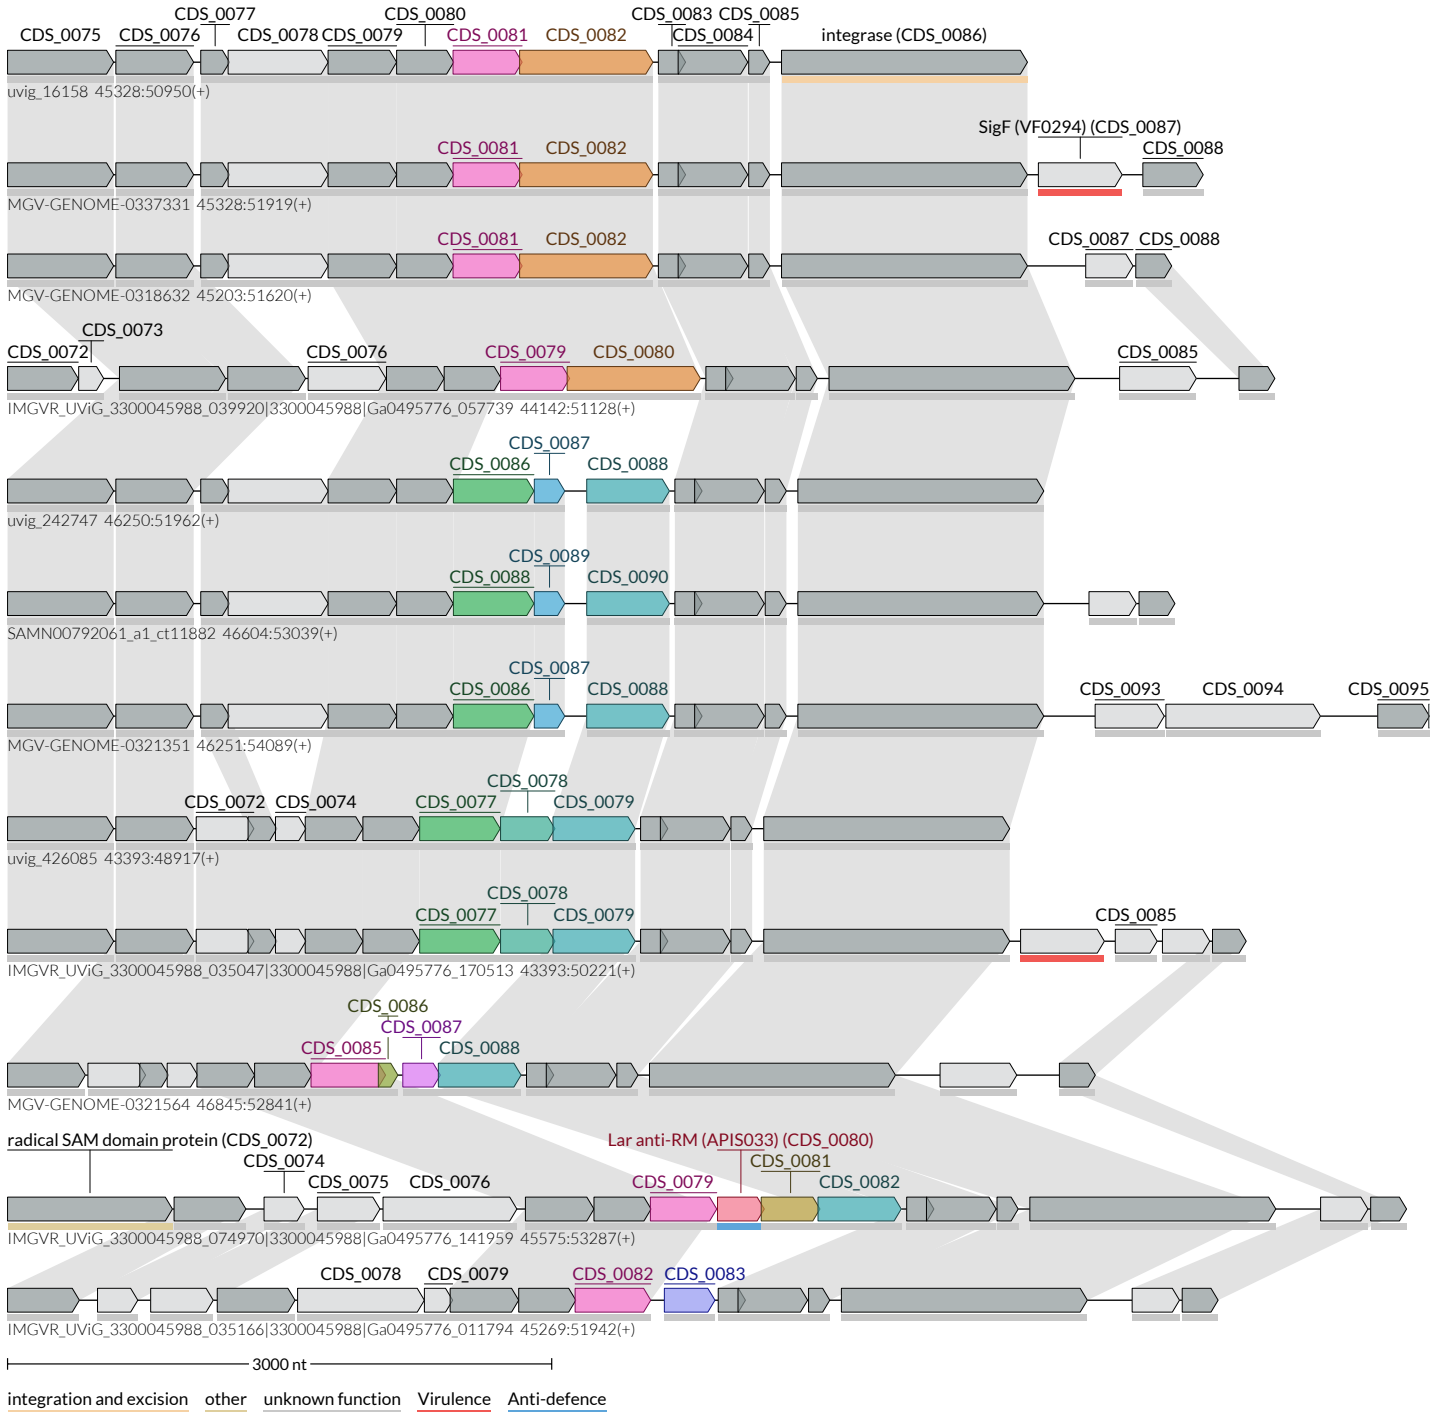 CDS_0077 CDS_0080 CDS_0083 CDS_0085
CDS_0075 CDS_0076 CDS_0078 CDS_0079 CDS_0081 CDS_0082 CDS_0084 integrase (CDS_0086)
uvig_16158 45328:50950(+)
SigF (VF0294) (CDS_0087)
CDS_0081 CDS_0082 CDS_0088
MGV-GENOME-0337331 45328:51919(+)
CDS_0081 CDS_0082 CDS_0087 CDS_0088
MGV-GENOME-0318632 45203:51620(+)
CDS_0073
CDS_0072 CDS_0076 CDS_0079 CDS_0080 CDS_0085
IMGVR_UViG_3300045988_039920|3300045988|Ga0495776_057739 44142:51128(+)
CDS_0087
CDS_0086 CDS_0088
uvig_242747 46250:51962(+)
CDS_0089
CDS_0088 CDS_0090
SAMN00792061_a1_ct11882 46604:53039(+)
CDS_0087
CDS_0086 CDS_0088 CDS_0093 CDS_0094 CDS_0095
MGV-GENOME-0321351 46251:54089(+)
CDS_0078
CDS_0072 CDS_0074 CDS_0077 CDS_0079
uvig_426085 43393:48917(+)
CDS_0078
CDS_0077 CDS_0079 CDS_0085
IMGVR_UViG_3300045988_035047|3300045988|Ga0495776_170513 43393:50221(+)
CDS_0086
CDS_0087
CDS_0085 CDS_0088
MGV-GENOME-0321564 46845:52841(+)
radical SAM domain protein (CDS_0072) Lar anti-RM (APIS033) (CDS_0080)
CDS_0074 CDS_0081
CDS_0075 CDS_0076 CDS_0079 CDS_0082
IMGVR_UViG_3300045988_074970|3300045988|Ga0495776_141959 45575:53287(+)
CDS_0078 CDS_0079 CDS_0082 CDS_0083
IMGVR_UViG_3300045988_035166|3300045988|Ga0495776_011794 45269:51942(+)
3000 nt
integration and excision other unknown function Virulence Anti-defence